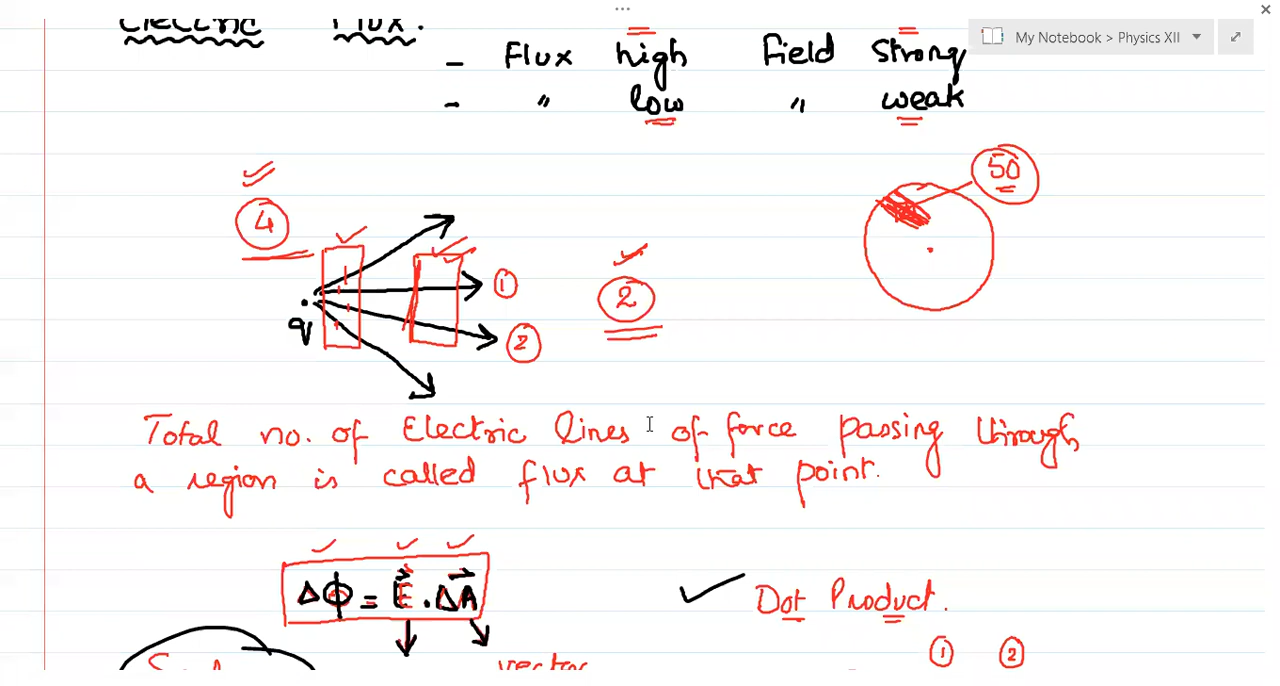 Electric Flux.
My Notebook > Physics XII
- Flux high field strong
- " low " weak
50
4
1
2
2
q
Total no. of Electric lines of force passing through
a region is called flux at that point.
ΔΦ = E⃗ . ΔA⃗
Dot Product.
1 2
vector